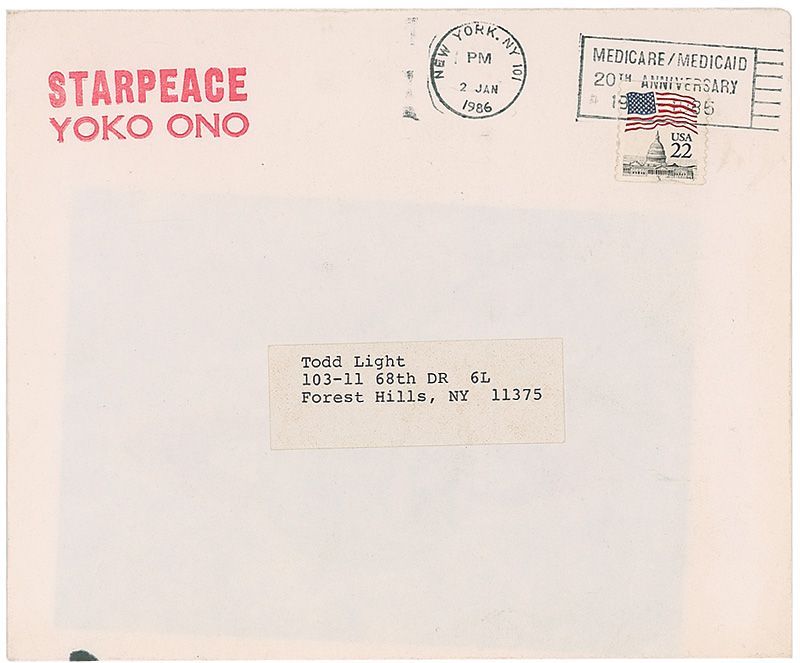 STARPEACE
YOKO ONO
NEW YORK, NY 101
PM
2 JAN
1986
MEDICARE/MEDICAID
20TH ANNIVERSARY
USA
22
Todd Light
103-11 68th DR 6L
Forest Hills, NY 11375